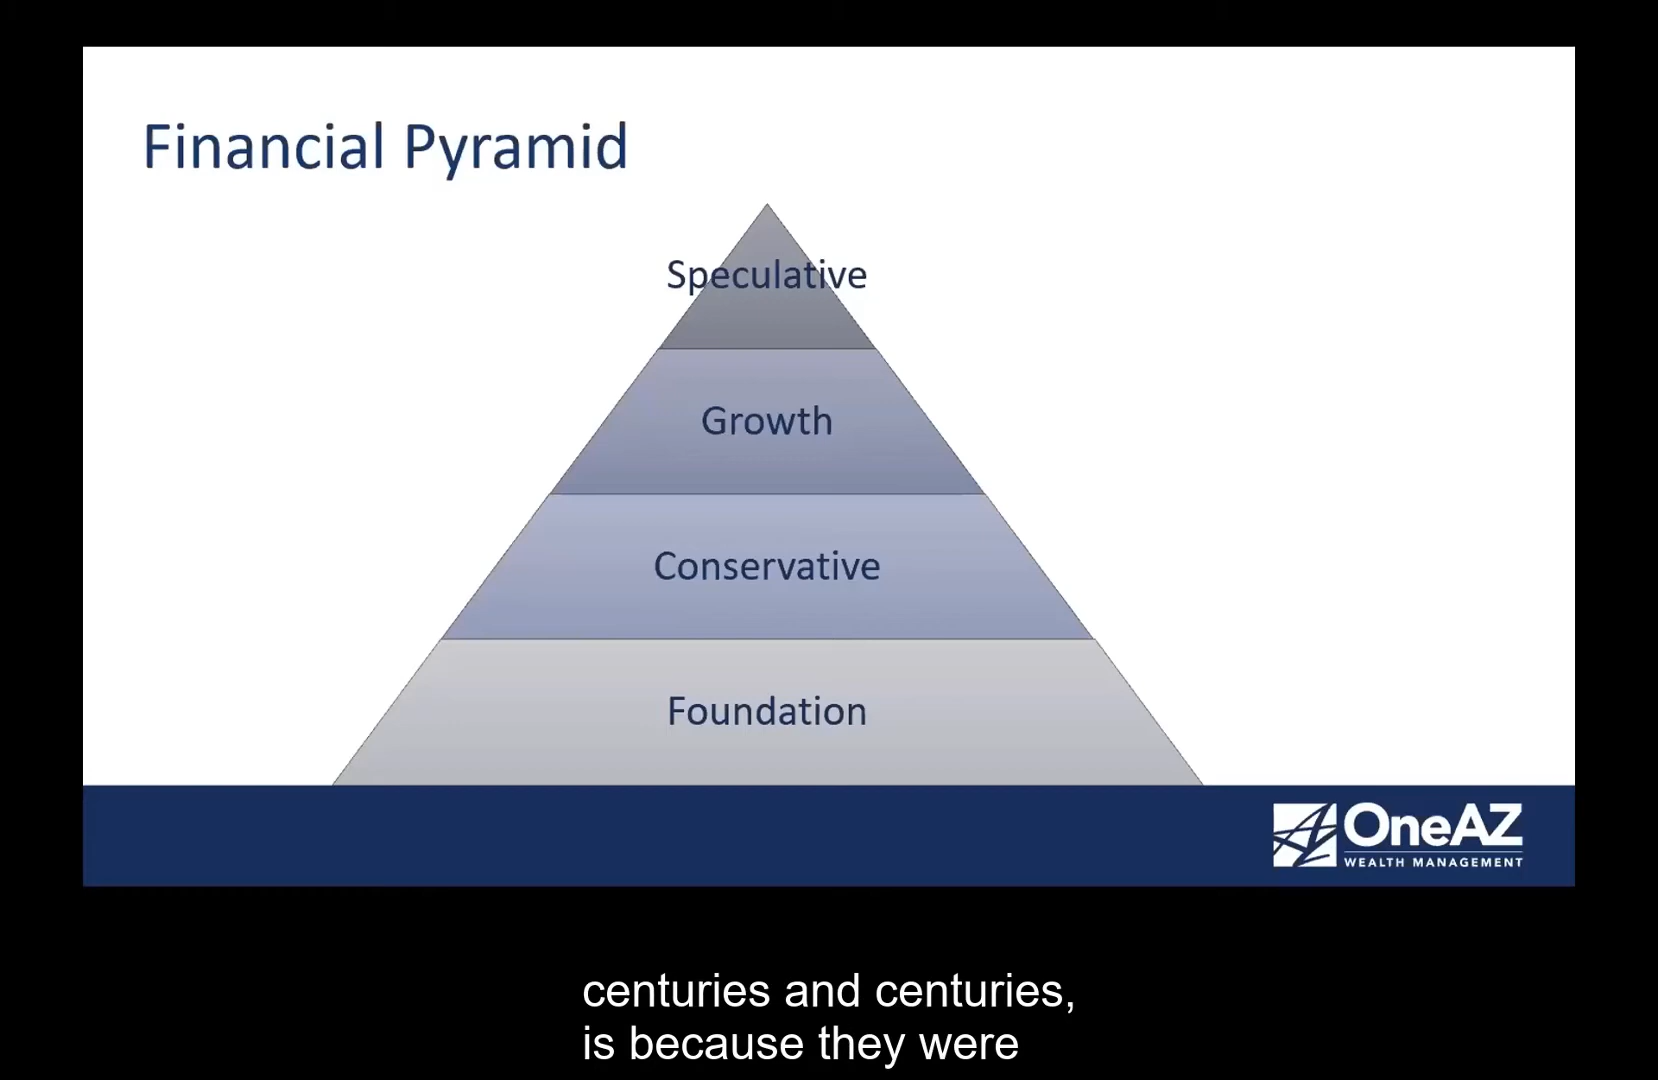 Financial Pyramid
Speculative
Growth
Conservative
Foundation
OneAZ
WEALTH MANAGEMENT
centuries and centuries,
is because they were